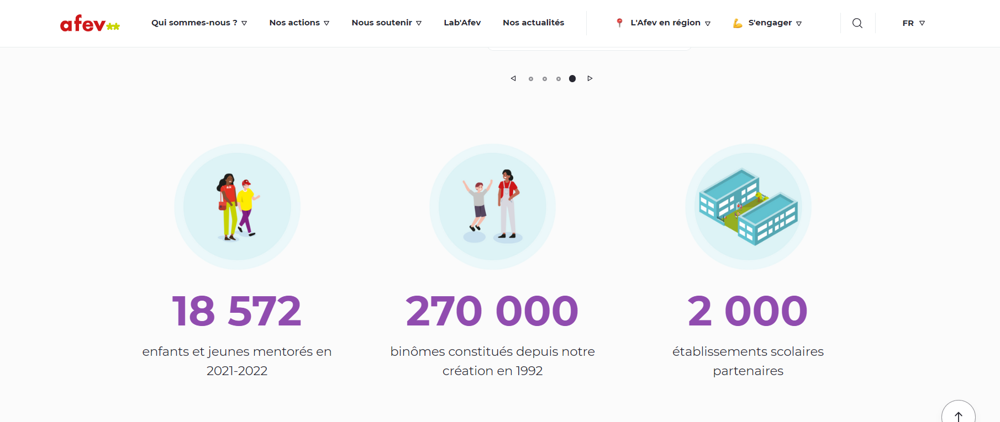 afev**
Qui sommes-nous ?
Nos actions
Nous soutenir
Lab'Afev
Nos actualités
L'Afev en région
S'engager
FR
18 572
enfants et jeunes mentorés en
2021-2022
270 000
binômes constitués depuis notre
création en 1992
2 000
établissements scolaires
partenaires